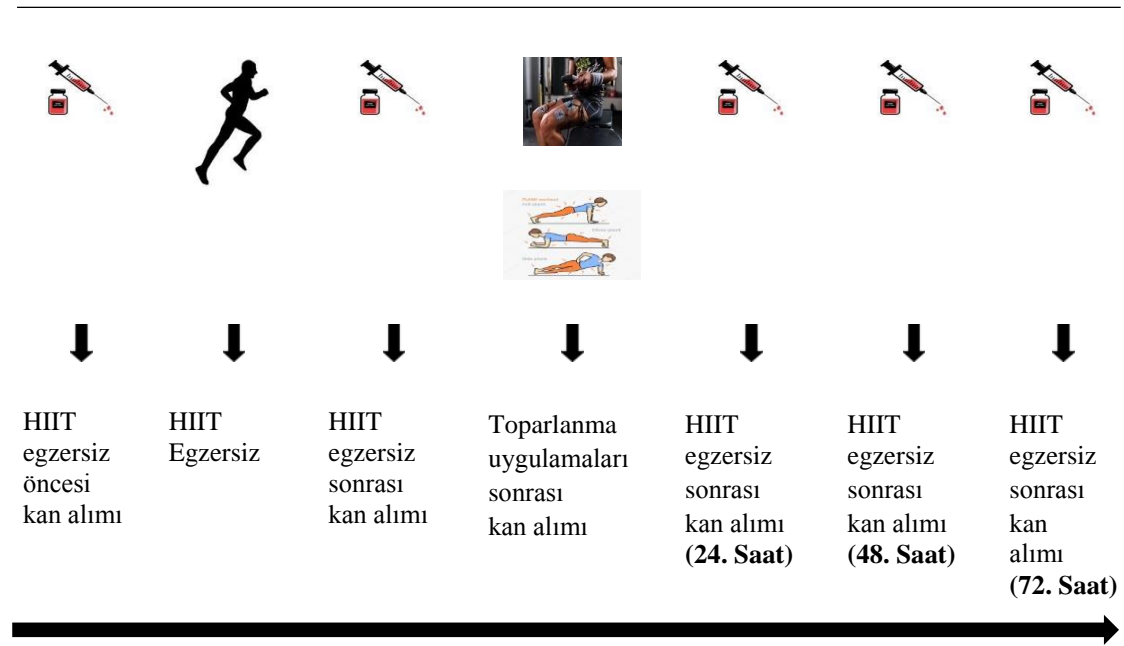 HIIT
egzersiz
öncesi
kan alımı
HIIT
Egzersiz
HIIT
egzersiz
sonrası
kan alımı
Toparlanma
uygulamaları
sonrası
kan alımı
HIIT
egzersiz
sonrası
kan alımı
(24. Saat)
HIIT
egzersiz
sonrası
kan alımı
(48. Saat)
HIIT
egzersiz
sonrası
kan
alımı
(72. Saat)